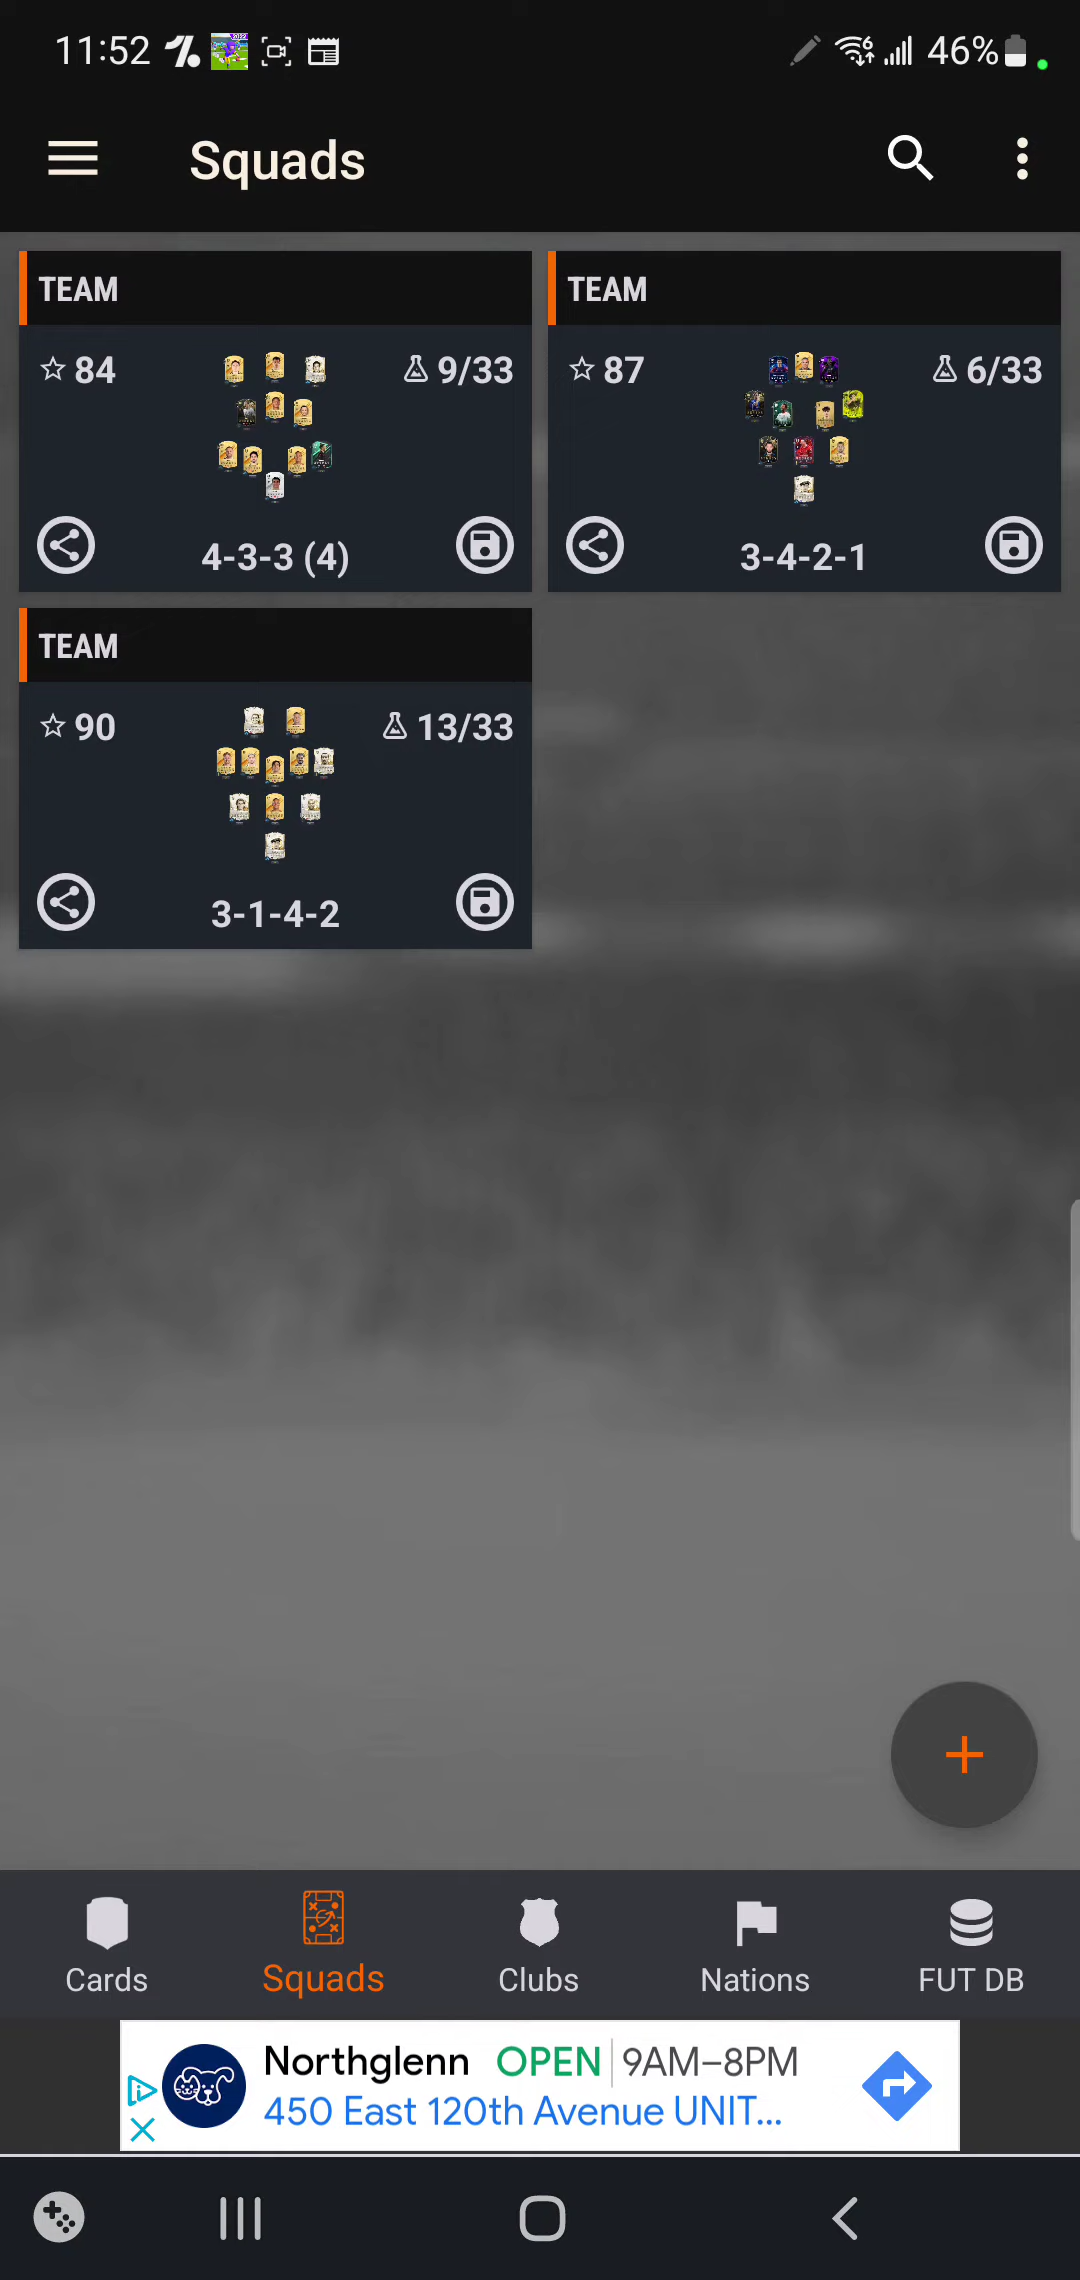 11:52
46%
Squads
TEAM
84
9/33
4-3-3 (4)
TEAM
87
6/33
3-4-2-1
TEAM
90
13/33
3-1-4-2
Cards
Squads
Clubs
Nations
FUT DB
Northglenn OPEN 9AM–8PM
450 East 120th Avenue UNIT...